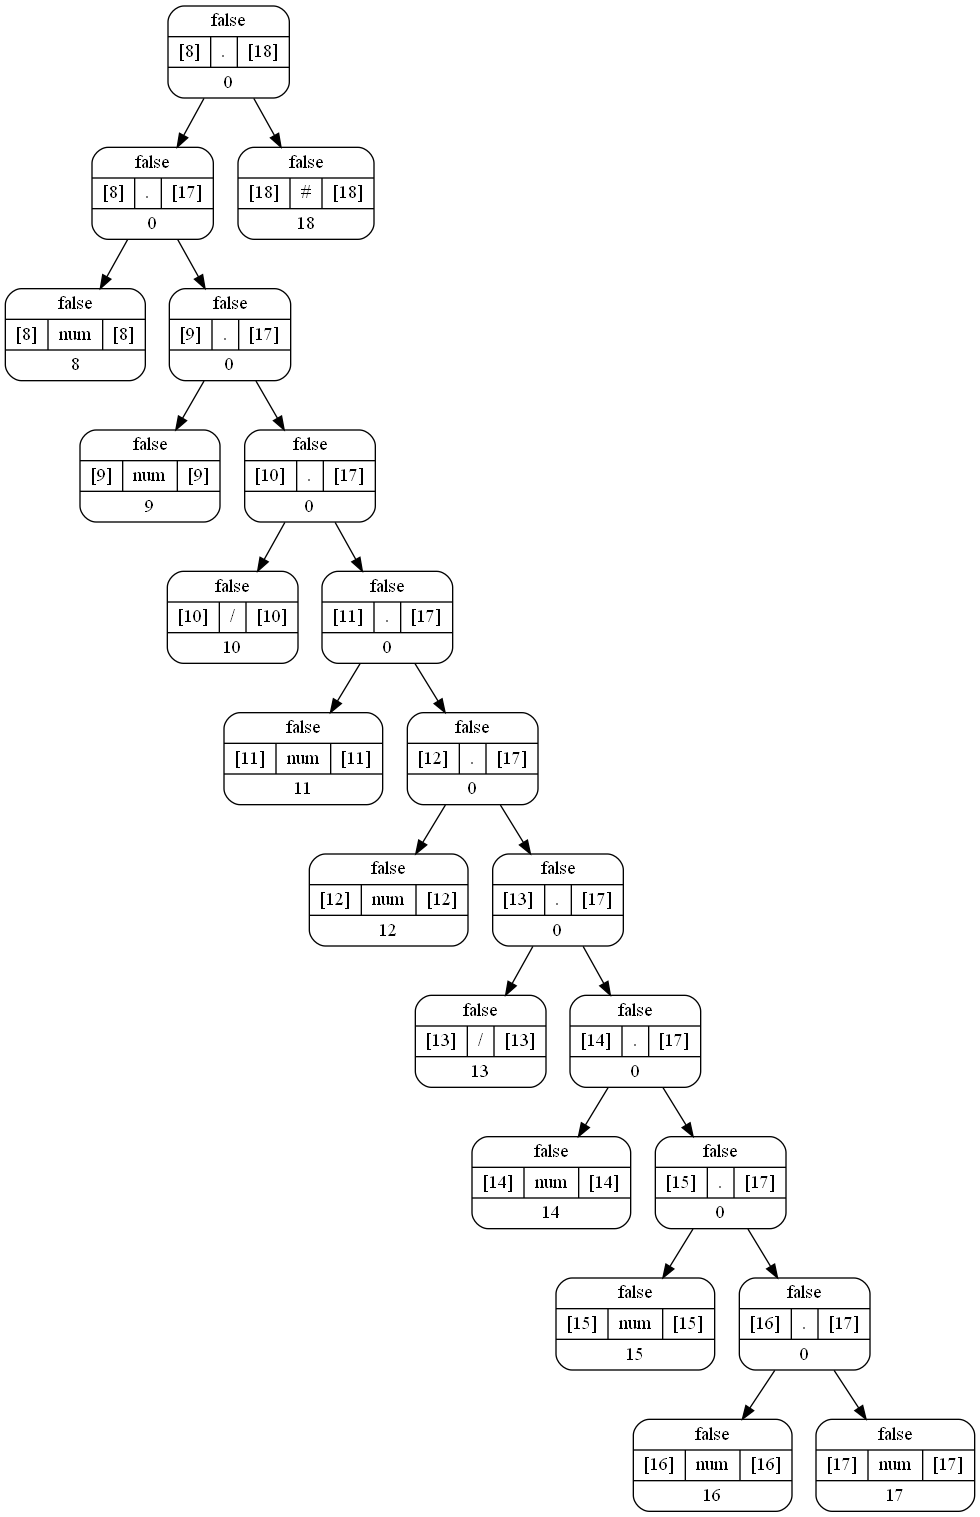 false
[8] . [18]
0
false
[8] . [17]
0
false
[18] # [18]
18
false
[8] num [8]
8
false
[9] . [17]
0
false
[9] num [9]
9
false
[10] . [17]
0
false
[10] / [10]
10
false
[11] . [17]
0
false
[11] num [11]
11
false
[12] . [17]
0
false
[12] num [12]
12
false
[13] . [17]
0
false
[13] / [13]
13
false
[14] . [17]
0
false
[14] num [14]
14
false
[15] . [17]
0
false
[15] num [15]
15
false
[16] . [17]
0
false
[16] num [16]
16
false
[17] num [17]
17